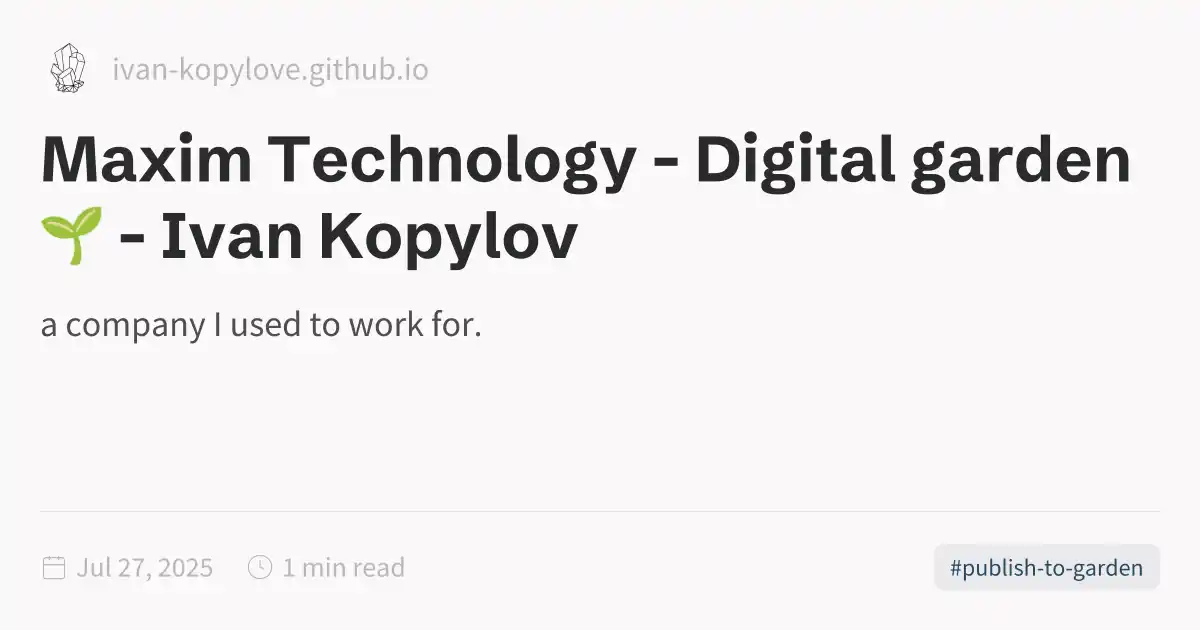 ivan-kopylove.github.io
Maxim Technology - Digital garden
🌱 - Ivan Kopylov
a company I used to work for.
Jul 27, 2025 1 min read #publish-to-garden